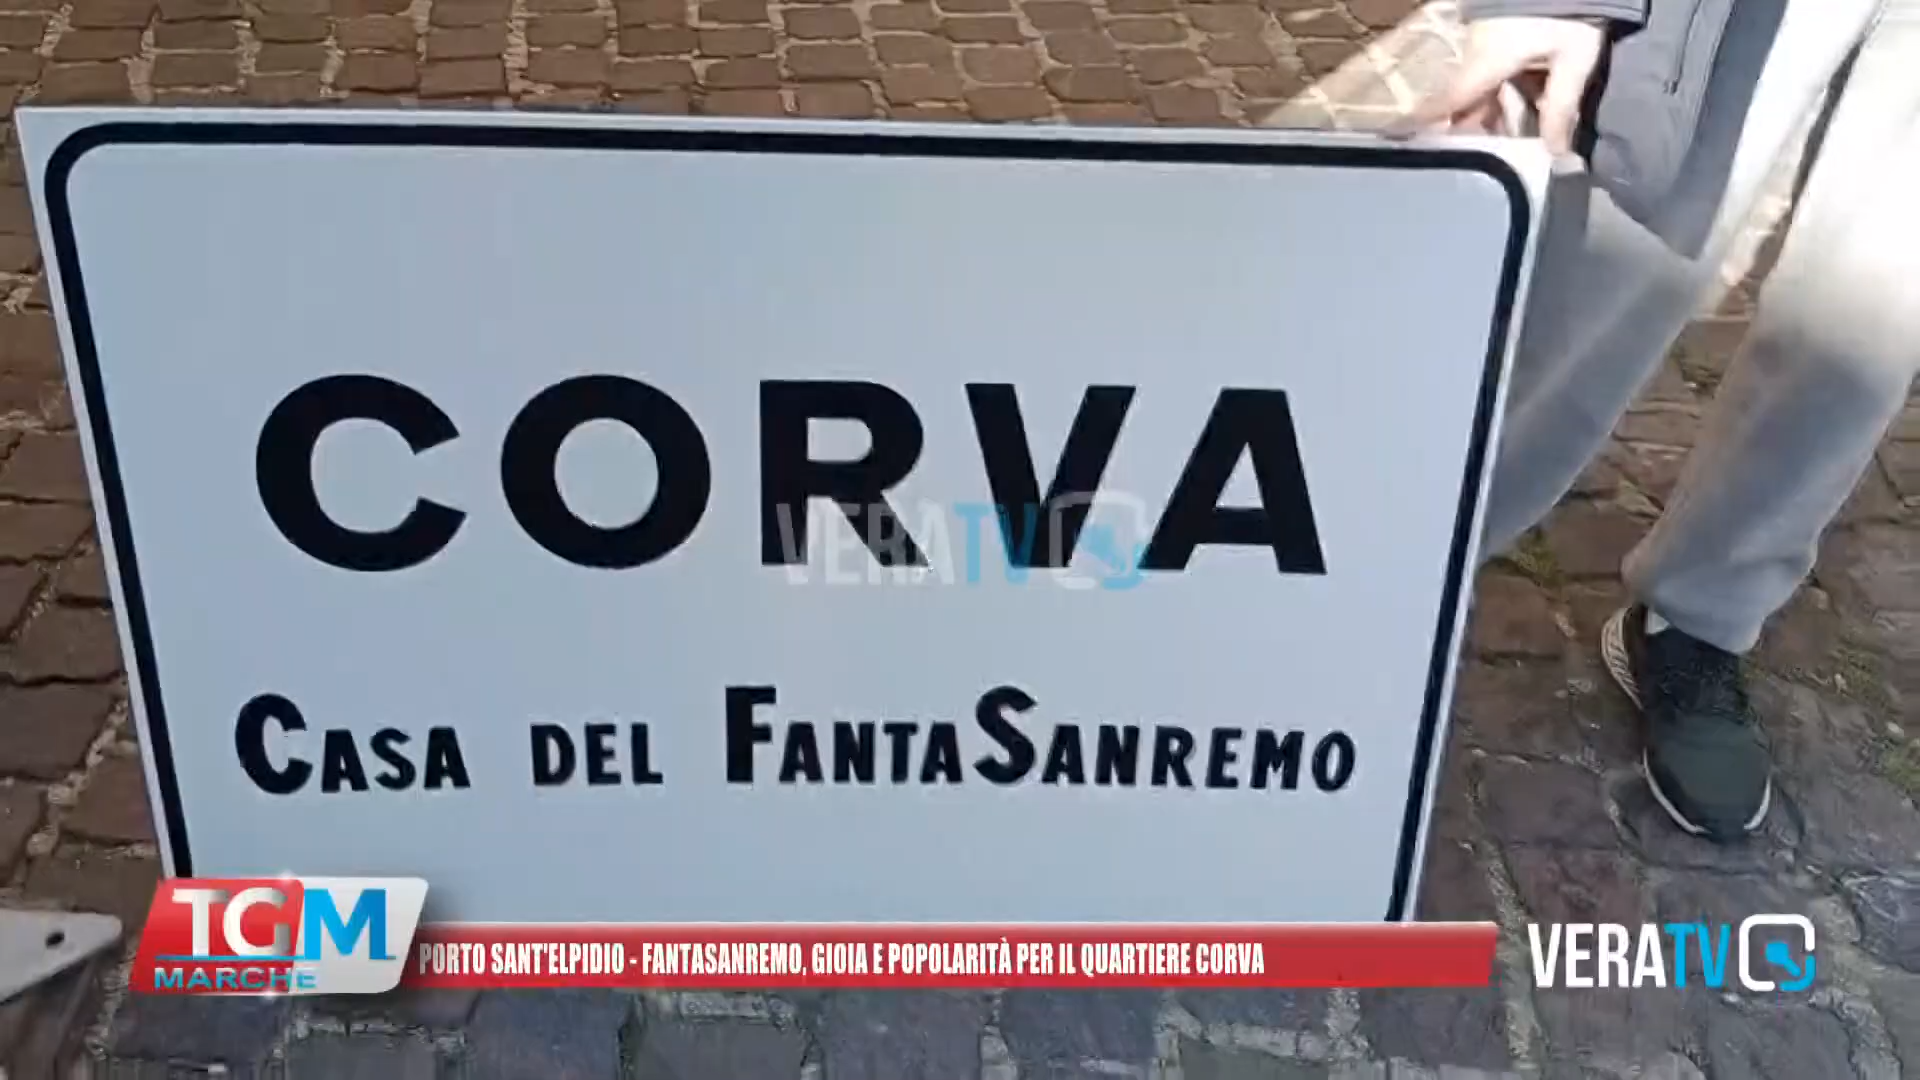 CORVA
VERATV
CASA DEL FANTASANREMO
TGM
MARCHE
PORTO SANT'ELPIDIO - FANTASANREMO, GIOIA E POPOLARITÀ PER IL QUARTIERE CORVA
VERATV